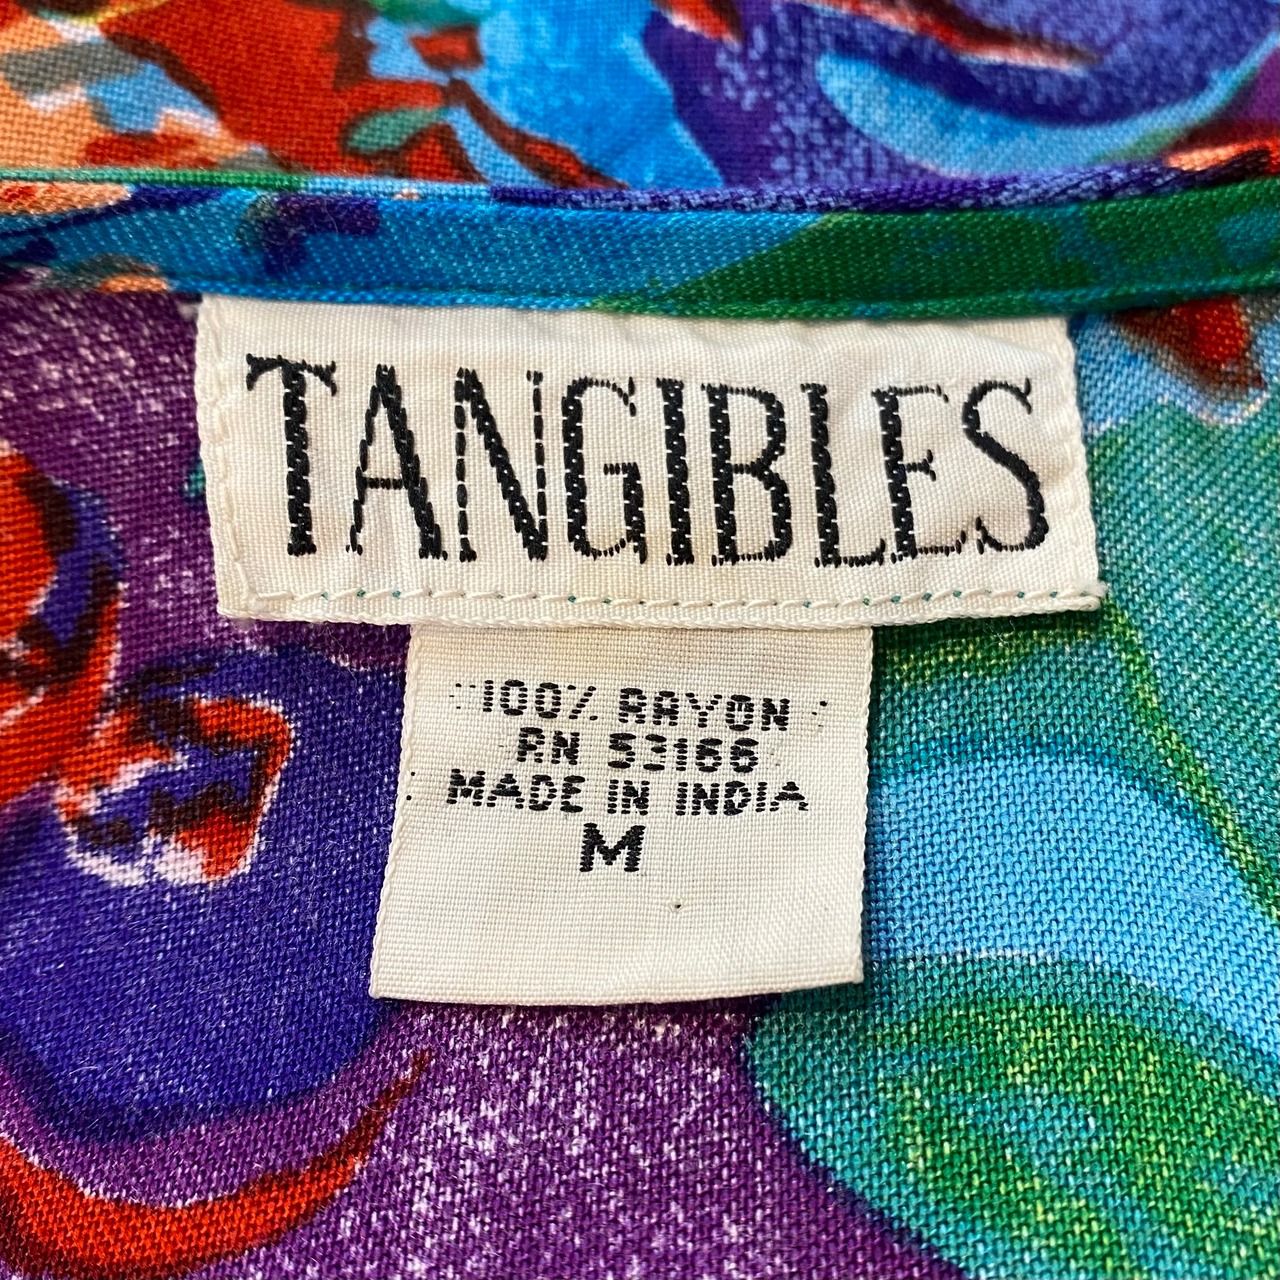 TANGIBLES
100% RAYON
RN 53166
MADE IN INDIA
M